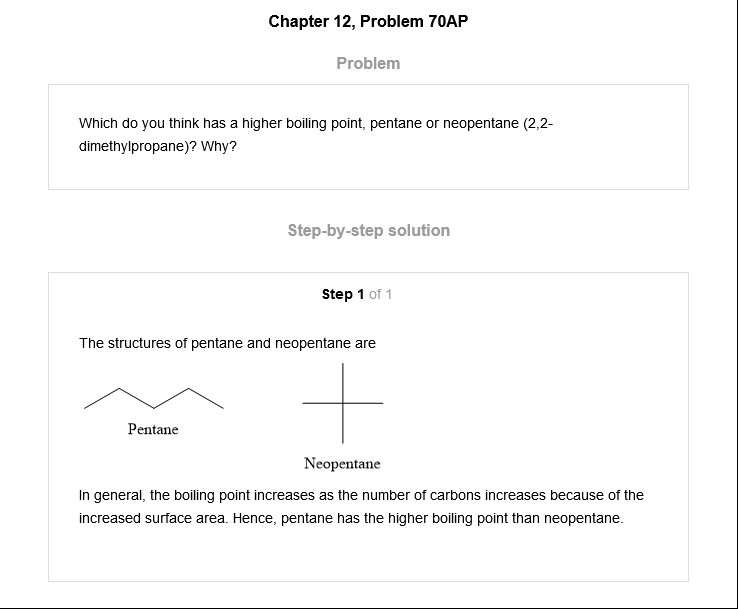 Chapter 12, Problem 70AP
Problem
Which do you think has a higher boiling point, pentane or neopentane (2,2-
dimethylpropane)? Why?
Step-by-step solution
Step 1 of 1
The structures of pentane and neopentane are
Pentane
Neopentane
In general, the boiling point increases as the number of carbons increases because of the
increased surface area. Hence, pentane has the higher boiling point than neopentane.